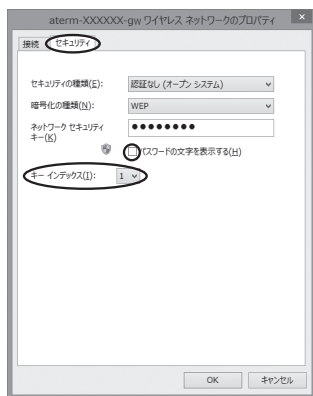 aterm-XXXXXX-gw ワイヤレス ネットワークのプロパティ ×
接続 セキュリティ
セキュリティの種類(E): 認証なし (オープン システム)
暗号化の種類(N): WEP
ネットワーク セキュリティ ●●●●●●●●
キー(K)
パスワードの文字を表示する(H)
キー インデックス(I): 1
OK キャンセル